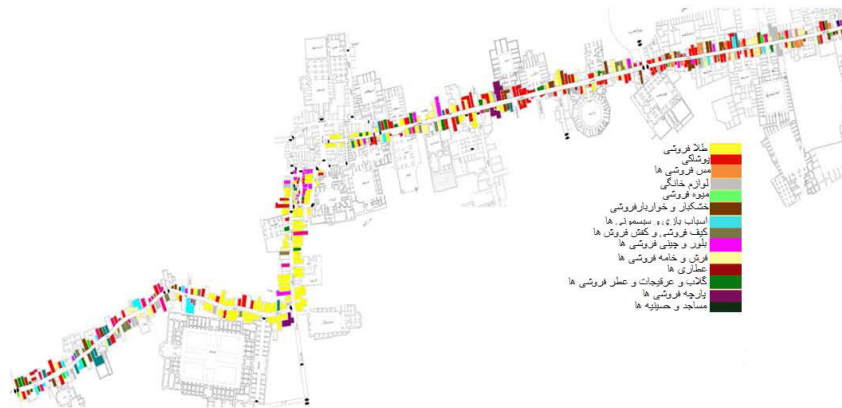 طلا فروشی
پوشاکی
مس فروشی ها
لوازم خانگی
میوه فروشی
خشکبار و خواربارفروشی
اسباب بازی و سیسمونی ها
کیف فروشی و کفش فروش ها
بلور و چینی فروشی ها
فرش و خامه فروشی ها
عطاری ها
گلاب و عرقیجات و عطر فروشی ها
پارچه فروشی ها
مساجد و حسینیه ها